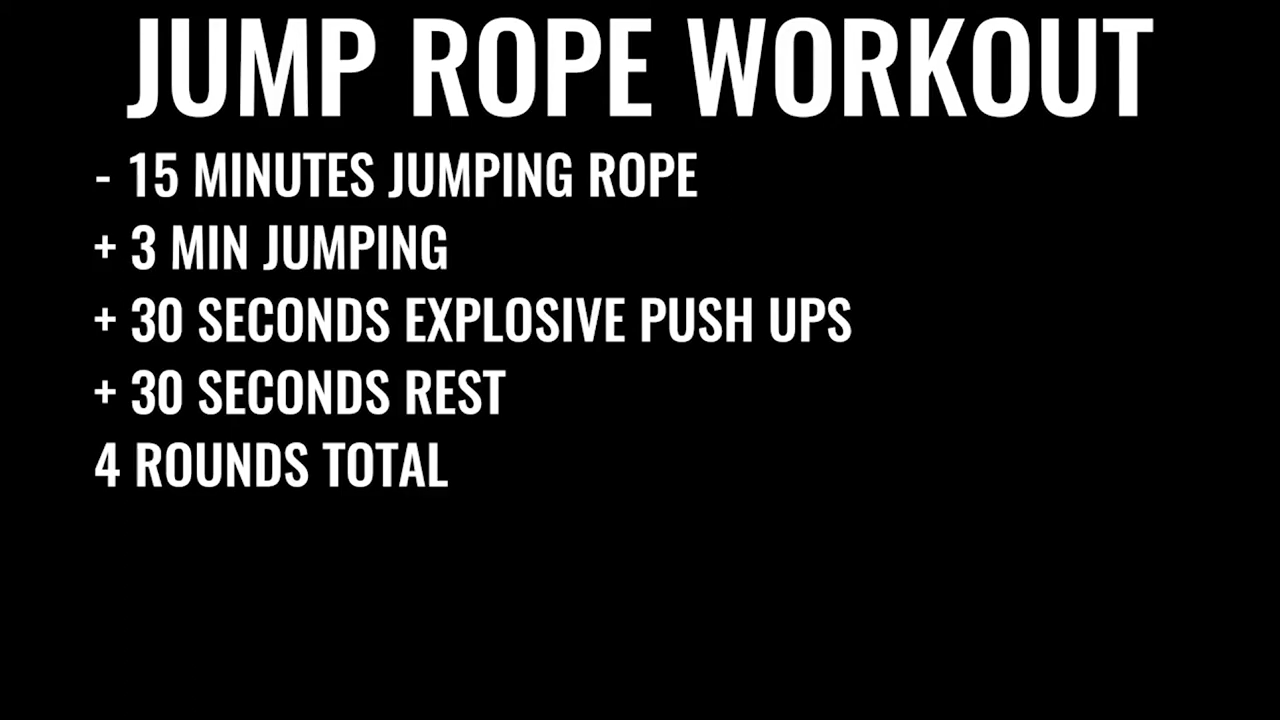 JUMP ROPE WORKOUT
- 15 MINUTES JUMPING ROPE
+ 3 MIN JUMPING
+ 30 SECONDS EXPLOSIVE PUSH UPS
+ 30 SECONDS REST
4 ROUNDS TOTAL